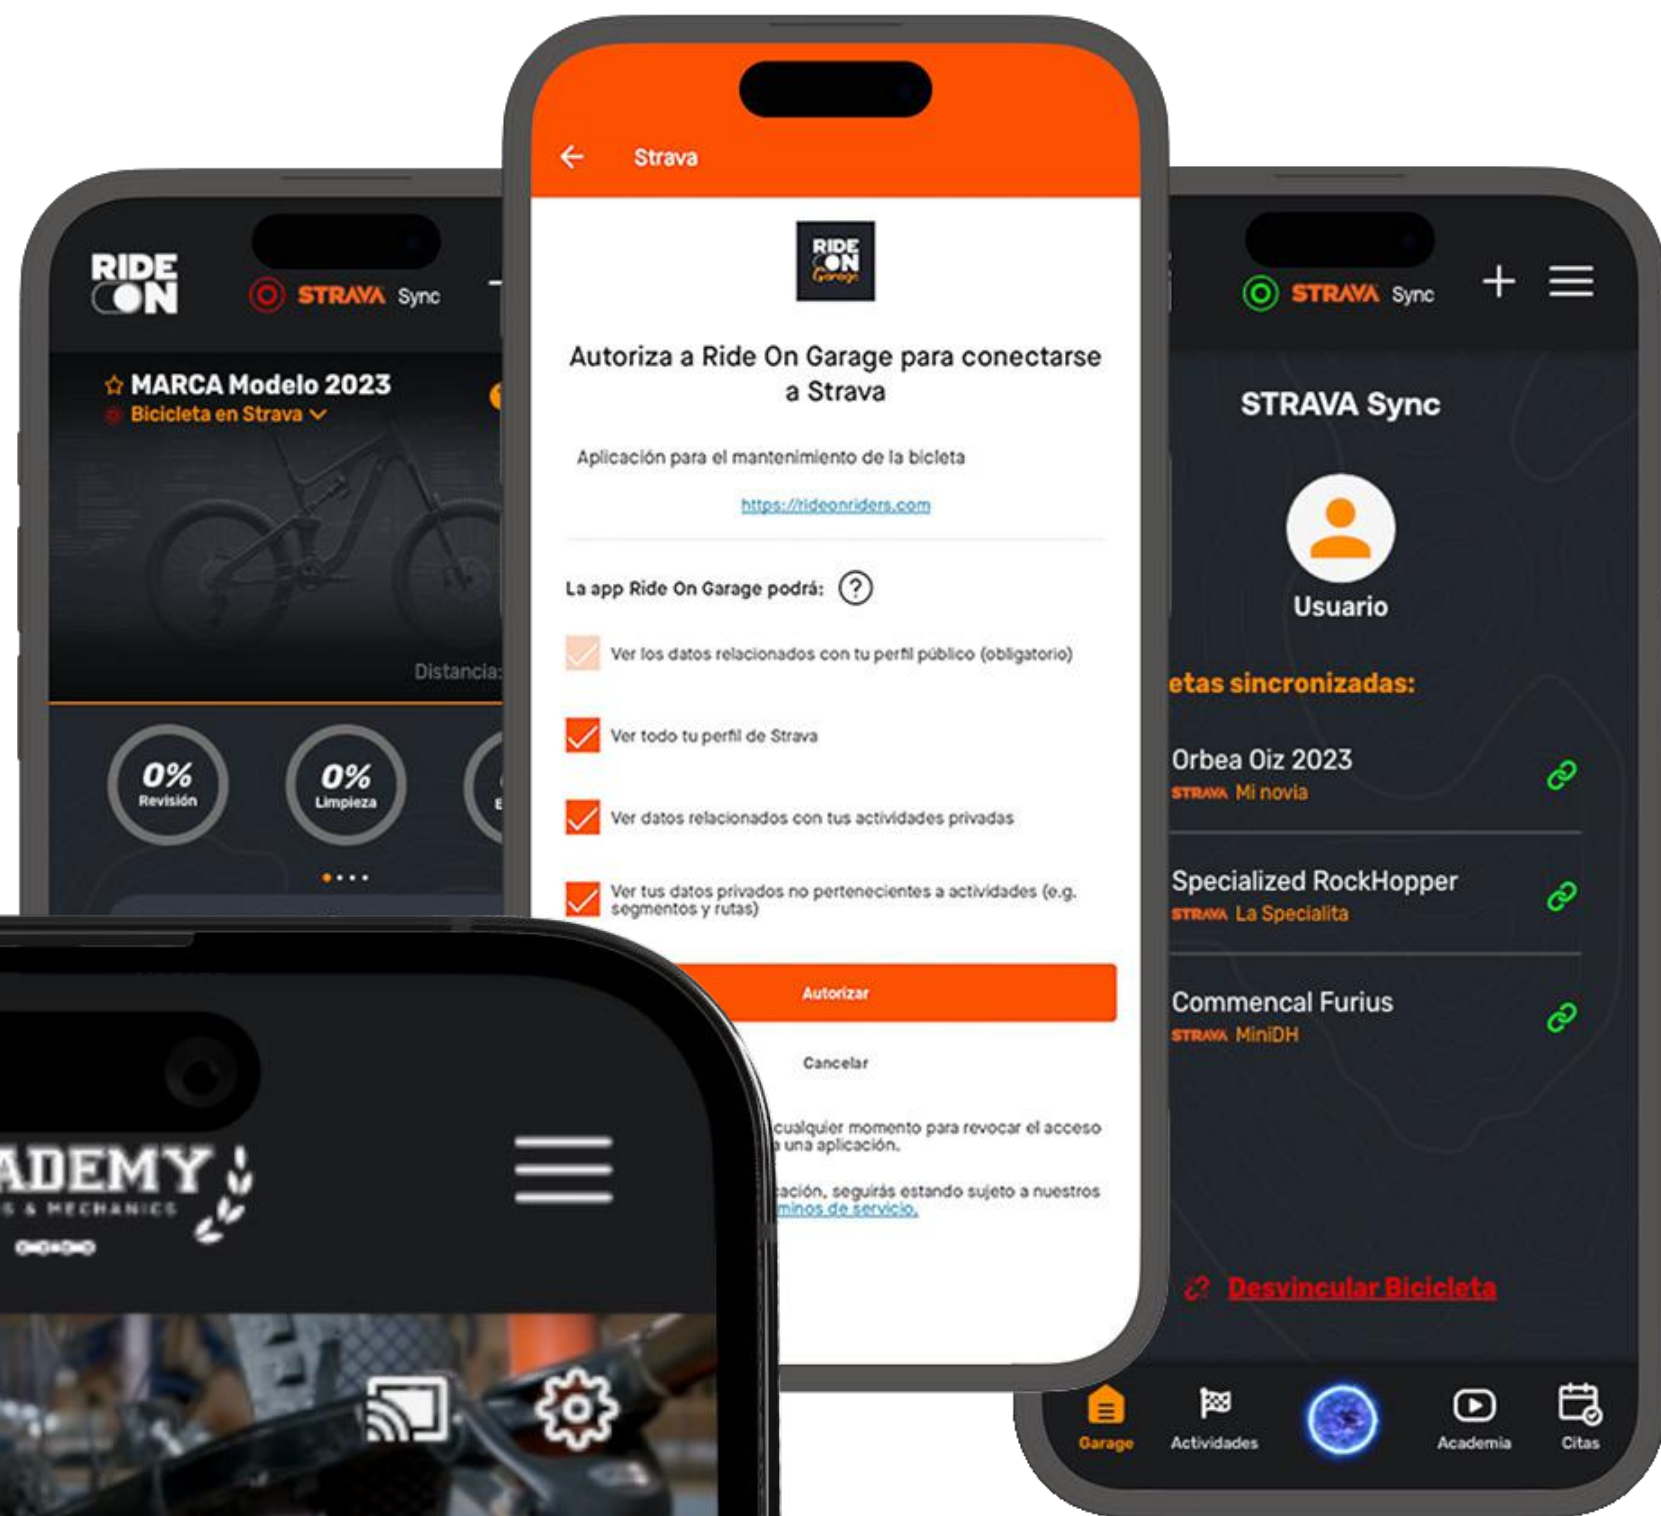 RIDE
ON
STRAVA Sync
MARCA Modelo 2023
Bicicleta en Strava
Distancia:
0%
Revisión
0%
Limpieza
Strava
RIDE
ON
Garage
Autoriza a Ride On Garage para conectarse
a Strava
Aplicación para el mantenimiento de la bicleta
https://rideonriders.com
La app Ride On Garage podrá: ?
Ver los datos relacionados con tu perfil público (obligatorio)
Ver todo tu perfil de Strava
Ver datos relacionados con tus actividades privadas
Ver tus datos privados no pertenecientes a actividades (e.g.
segmentos y rutas)
Autorizar
Cancelar
cualquier momento para revocar el acceso
a una aplicación.
cación, seguirás estando sujeto a nuestros
minos de servicio.
STRAVA Sync
STRAVA Sync
Usuario
etas sincronizadas:
Orbea Oiz 2023
STRAVA Mi novia
Specialized RockHopper
STRAVA La Specialita
Commencal Furius
STRAVA MiniDH
Desvincular Bicicleta
Garage
Actividades
Academia
Citas
ADEMY
S & MECHANICS